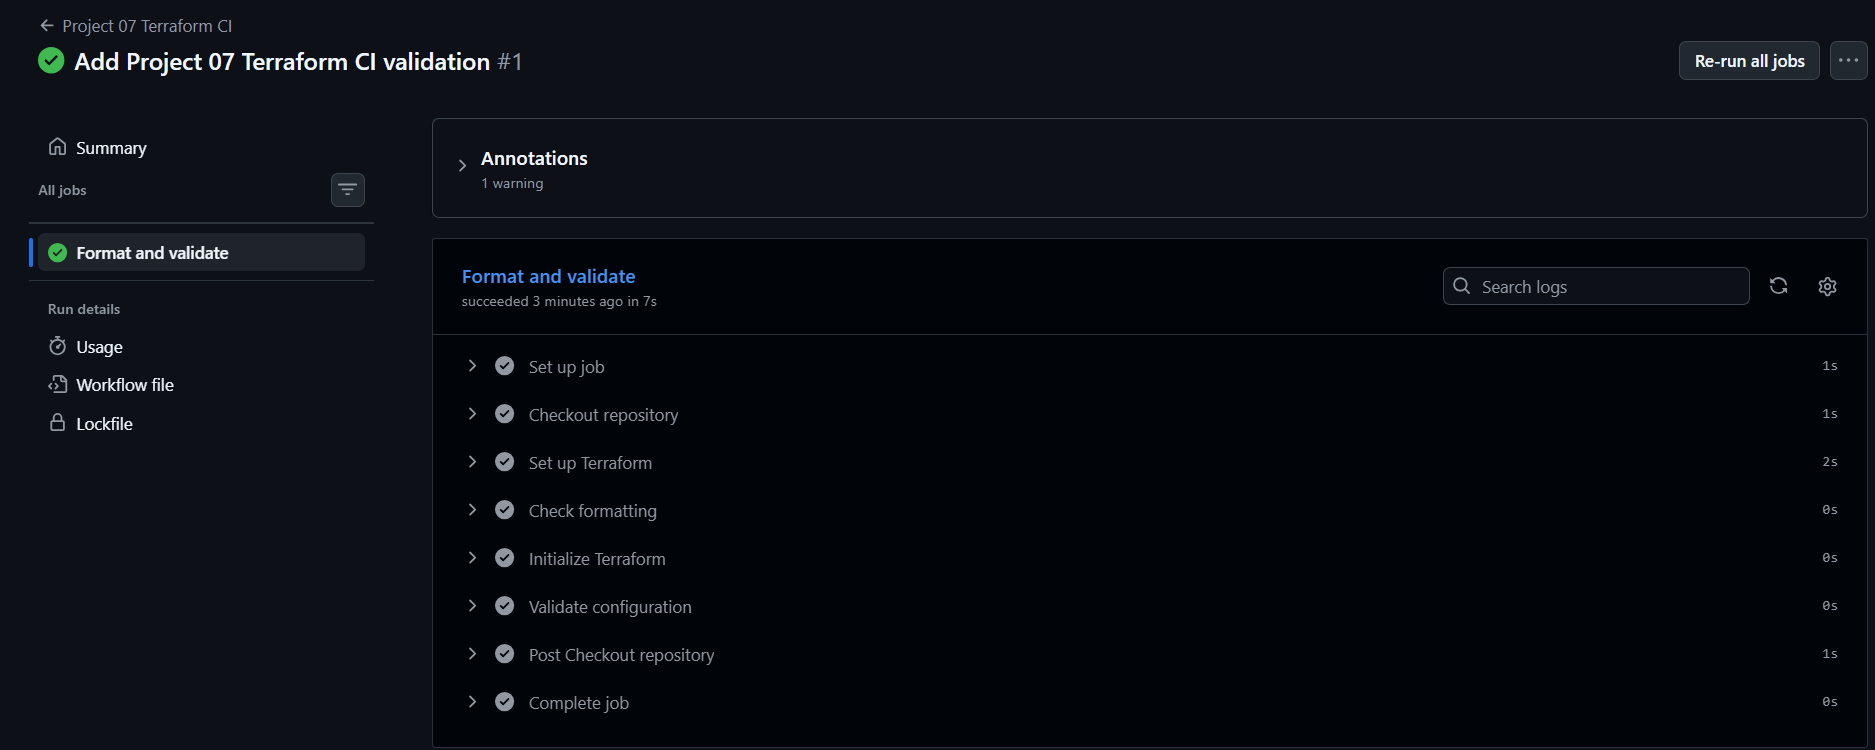 Project 07 Terraform CI
Add Project 07 Terraform CI validation #1
Re-run all jobs
Summary
All jobs
Format and validate
Run details
Usage
Workflow file
Lockfile
Annotations
1 warning
Format and validate
succeeded 3 minutes ago in 7s
Search logs
Set up job 1s
Checkout repository 1s
Set up Terraform 2s
Check formatting 0s
Initialize Terraform 0s
Validate configuration 0s
Post Checkout repository 1s
Complete job 0s